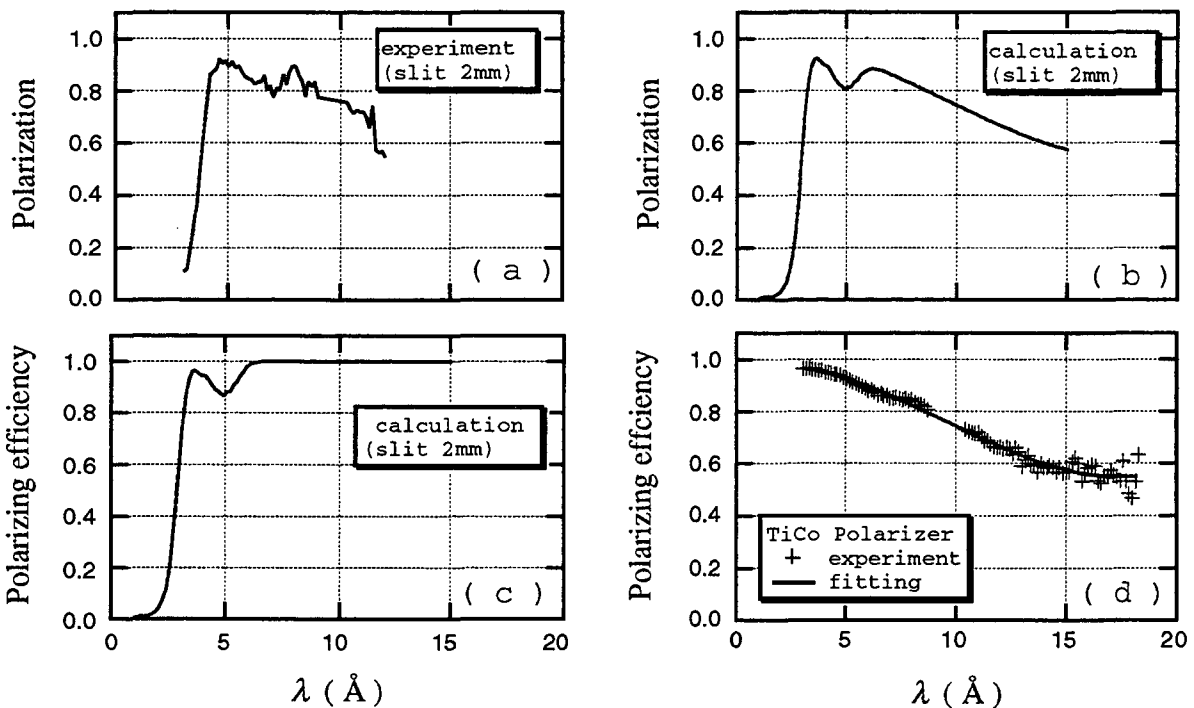 Polarization
1.0
0.8
0.6
0.4
0.2
0.0
experiment
(slit 2mm)
( a )
Polarization
1.0
0.8
0.6
0.4
0.2
0.0
calculation
(slit 2mm)
( b )
Polarizing efficiency
1.0
0.8
0.6
0.4
0.2
0.0
calculation
(slit 2mm)
( c )
0 5 10 15 20
λ ( Å )
Polarizing effciency
1.0
0.8
0.6
0.4
0.2
0.0
TiCo Polarizer
+ experiment
fitting
( d )
0 5 10 15 20
λ ( Å )